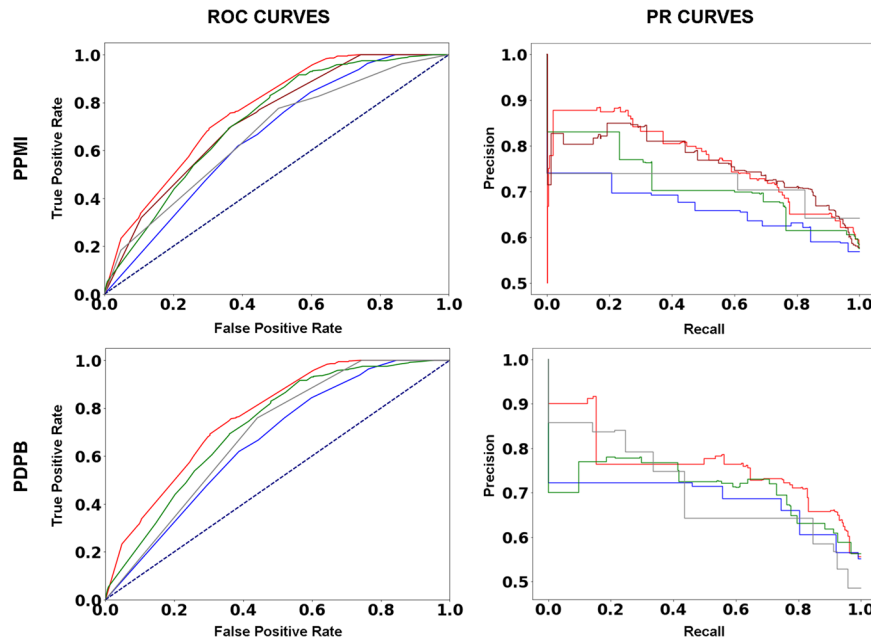 ROC CURVES PR CURVES
PPMI
True Positive Rate
1.0
0.8
0.6
0.4
0.2
0.0
0.0 0.2 0.4 0.6 0.8 1.0
False Positive Rate
Precision
1.0
0.9
0.8
0.7
0.6
0.5
0.0 0.2 0.4 0.6 0.8 1.0
Recall
PDPB
True Positive Rate
1.0
0.8
0.6
0.4
0.2
0.0
0.0 0.2 0.4 0.6 0.8 1.0
False Positive Rate
Precision
1.0
0.9
0.8
0.7
0.6
0.5
0.0 0.2 0.4 0.6 0.8 1.0
Recall